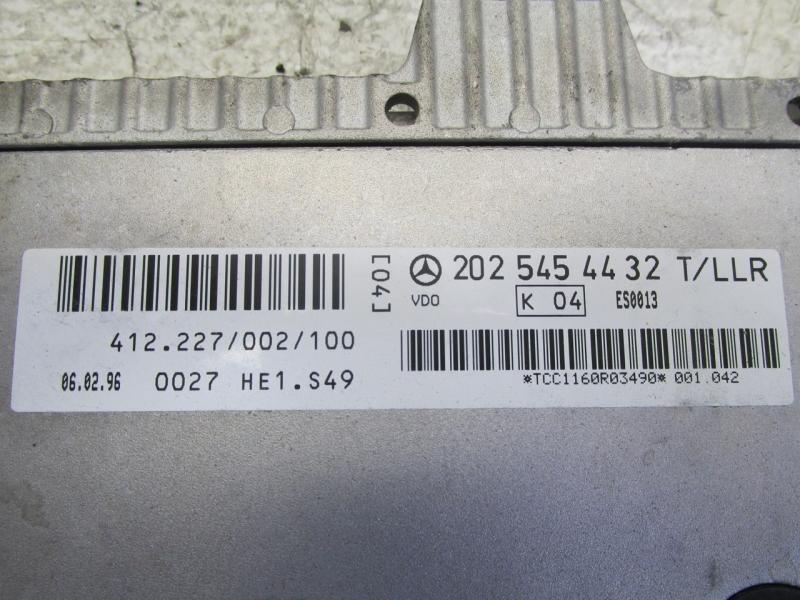 [04]
202 545 44 32 T/LLR
VDO K 04 ES0013
412.227/002/100
06.02.96 0027 HE1.S49
*TCC1160R03490* 001.042